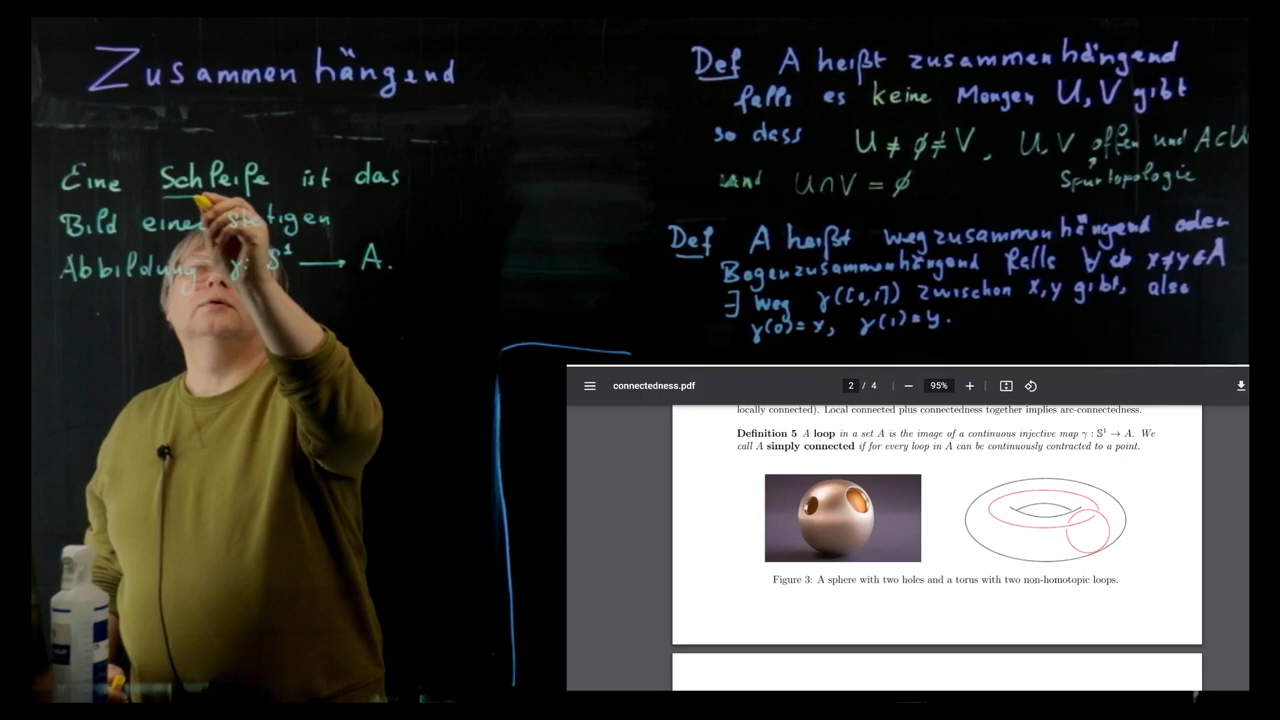 Zusammenhängend
Eine Schleife ist das
Bild einer stetigen
Abbildung γ: S¹ → A.
Def A heißt zusammenhängend
falls es keine Mengen U, V gibt
so dass U ≠ ∅ ≠ V, U, V offen und A⊂U
und U∩V = ∅ Spurtopologie
Def A heißt wegzusammenhängend oder
Bogenzusammenhängend falls ∀ x≠y∈A
∃ Weg γ([0,1]) zwischen x,y gibt, also
γ(0)=x, γ(1)=y.
connectedness.pdf 2 / 4 95%
locally connected). Local connected plus connectedness together implies arc-connectedness.
Definition 5 A loop in a set A is the image of a continuous injective map γ : 𝕊¹ → A. We
call A simply connected if for every loop in A can be continuously contracted to a point.
Figure 3: A sphere with two holes and a torus with two non-homotopic loops.